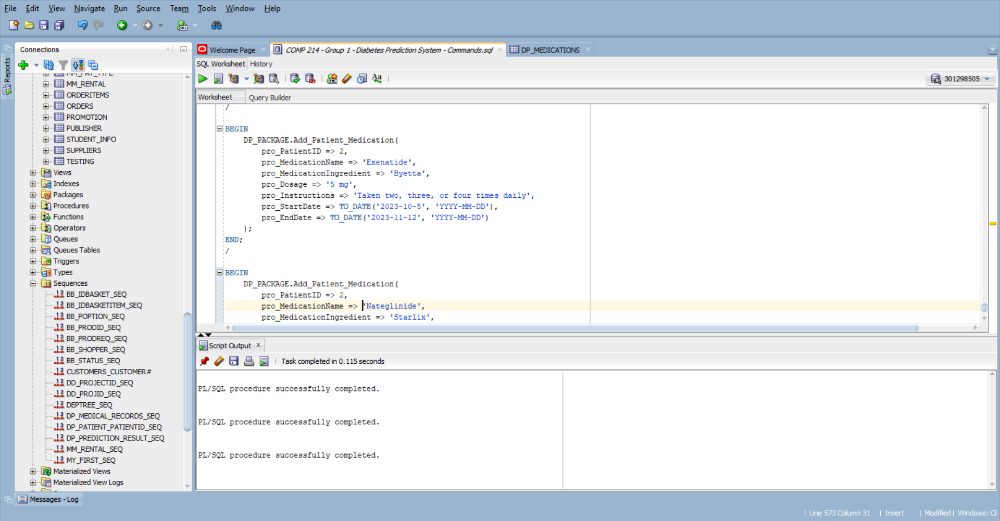 File Edit View Navigate Run Source Team Tools Window Help
Reports
Connections
MM_RENTAL
ORDERITEMS
ORDERS
PROMOTION
PUBLISHER
STUDENT_INFO
SUPPLIERS
TESTING
Views
Indexes
Packages
Procedures
Functions
Operators
Queues
Queues Tables
Triggers
Types
Sequences
BB_IDBASKET_SEQ
BB_IDBASKETITEM_SEQ
BB_POPTION_SEQ
BB_PRODID_SEQ
BB_PRODREQ_SEQ
BB_SHOPPER_SEQ
BB_STATUS_SEQ
CUSTOMERS_CUSTOMER#
DD_PROJECTID_SEQ
DD_PROJID_SEQ
DEPTREE_SEQ
DP_MEDICAL_RECORDS_SEQ
DP_PATIENT_PATIENTID_SEQ
DP_PREDICTION_RESULT_SEQ
MM_RENTAL_SEQ
MY_FIRST_SEQ
Materialized Views
Materialized View Logs
Welcome Page COMP 214 - Group 1 - Diabetes Prediction System - Commands.sql DP_MEDICATIONS
SQL Worksheet History
301298505
Worksheet Query Builder
/
BEGIN
DP_PACKAGE.Add_Patient_Medication(
pro_PatientID => 2,
pro_MedicationName => 'Exenatide',
pro_MedicationIngredient => 'Byetta',
pro_Dosage => '5 mg',
pro_Instructions => 'Taken two, three, or four times daily',
pro_StartDate => TO_DATE('2023-10-5', 'YYYY-MM-DD'),
pro_EndDate => TO_DATE('2023-11-12', 'YYYY-MM-DD')
);
END;
/
BEGIN
DP_PACKAGE.Add_Patient_Medication(
pro_PatientID => 2,
pro_MedicationName => 'Nateglinide',
pro_MedicationIngredient => 'Starlix',
Script Output
Task completed in 0.115 seconds
PL/SQL procedure successfully completed.
PL/SQL procedure successfully completed.
PL/SQL procedure successfully completed.
Messages - Log
Line 573 Column 31 Insert Modified Windows: